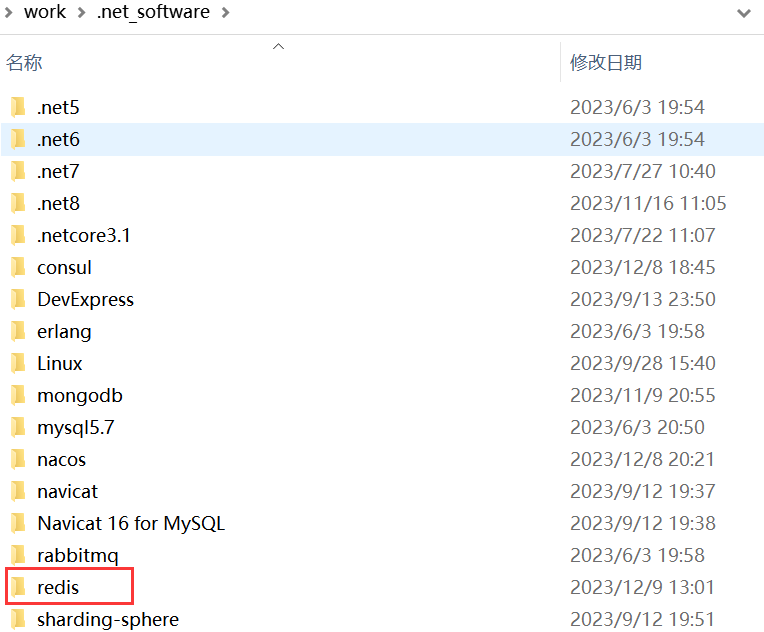 work .net_software
名称 修改日期
.net5 2023/6/3 19:54
.net6 2023/6/3 19:54
.net7 2023/7/27 10:40
.net8 2023/11/16 11:05
.netcore3.1 2023/7/22 11:07
consul 2023/12/8 18:45
DevExpress 2023/9/13 23:50
erlang 2023/6/3 19:58
Linux 2023/9/28 15:40
mongodb 2023/11/9 20:55
mysql5.7 2023/6/3 20:50
nacos 2023/12/8 20:21
navicat 2023/9/12 19:37
Navicat 16 for MySQL 2023/9/12 19:38
rabbitmq 2023/6/3 19:58
redis 2023/12/9 13:01
sharding-sphere 2023/9/12 19:51